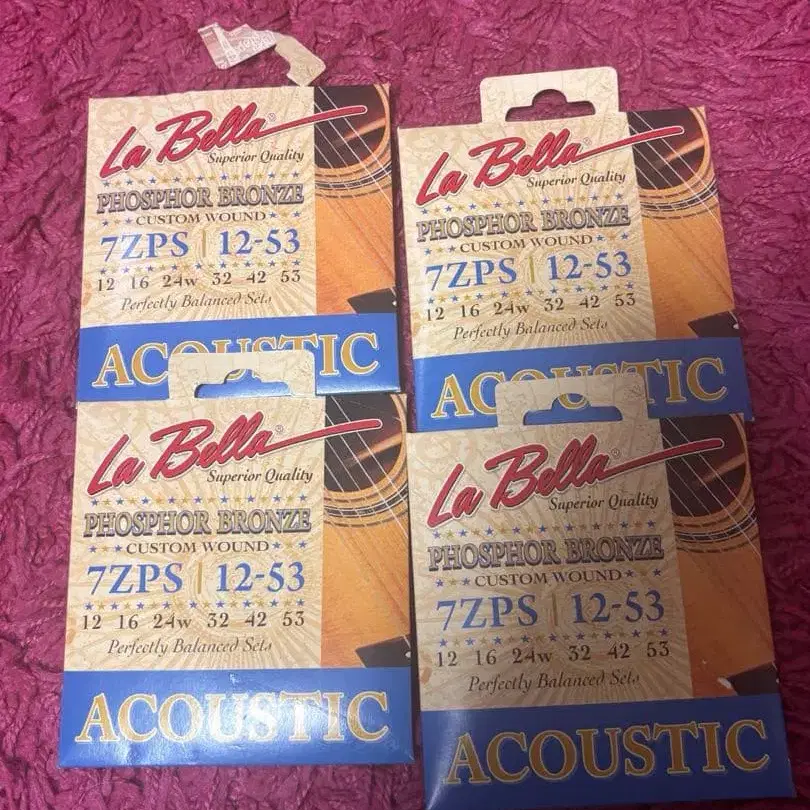 La Bella®
Superior Quality
PHOSPHOR BRONZE
CUSTOM WOUND
7ZPS | 12-53
12 16 24w 32 42 53
Perfectly Balanced Sets
ACOUSTIC
La Bella®
Superior Quality
PHOSPHOR BRONZE
CUSTOM WOUND
7ZPS | 12-53
12 16 24w 32 42 53
Perfectly Balanced Sets
ACOUSTIC
La Bella®
Superior Quality
PHOSPHOR BRONZE
CUSTOM WOUND
7ZPS | 12-53
12 16 24w 32 42 53
Perfectly Balanced Sets
ACOUSTIC
La Bella®
Superior Quality
PHOSPHOR BRONZE
CUSTOM WOUND
7ZPS | 12-53
12 16 24w 32 42 53
Perfectly Balanced Sets
ACOUSTIC